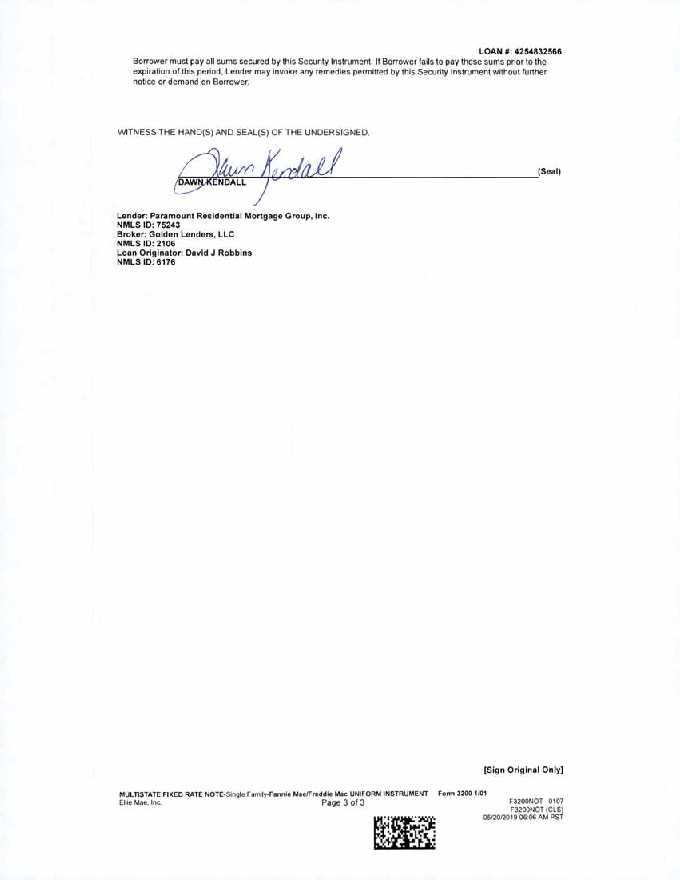 LOAN #: 4254832566
Borrower must pay all sums secured by this Security Instrument. If Borrower fails to pay these sums prior to the
expiration of this period, Lender may invoke any remedies permitted by this Security Instrument without further
notice or demand on Borrower.
WITNESS THE HAND(S) AND SEAL(S) OF THE UNDERSIGNED.
Dawn Kendall
(Seal)
DAWN KENDALL
Lender: Paramount Residential Mortgage Group, Inc.
NMLS ID: 75243
Broker: Golden Lenders, LLC
NMLS ID: 2106
Loan Originator: David J Robbins
NMLS ID: 6176
[Sign Original Only]
MULTISTATE FIXED RATE NOTE-Single Family-Fannie Mae/Freddie Mac UNIFORM INSTRUMENT Form 3200 1/01
Ellie Mae, Inc. Page 3 of 3 F3200NOT 0107
F3200NOT (CLS)
06/20/2019 06:06 AM PST